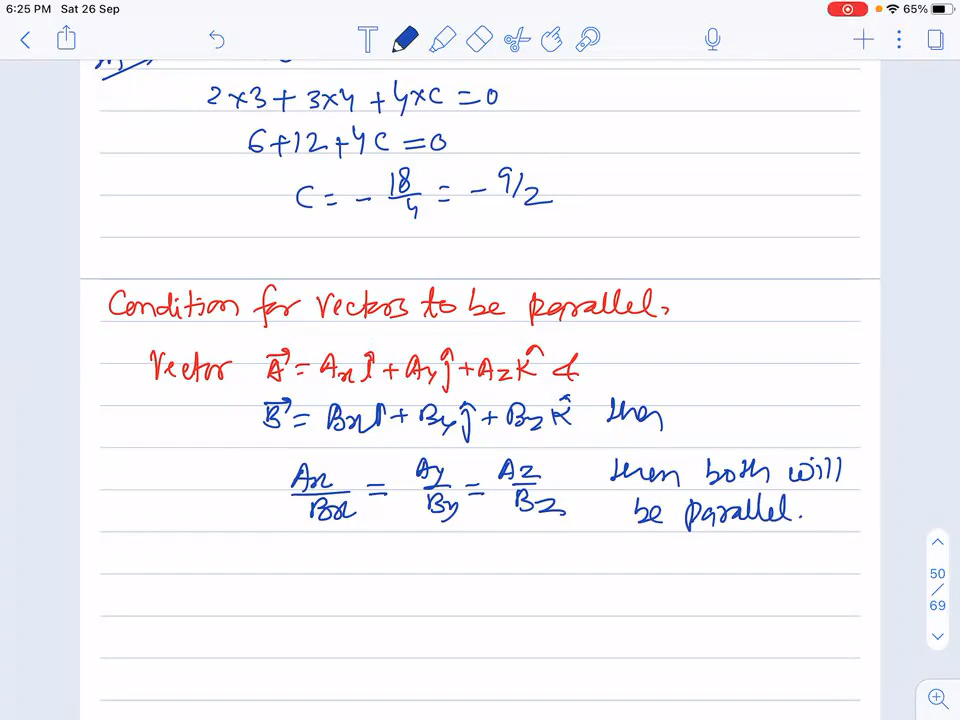 6:25 PM Sat 26 Sep
65%
2×3 + 3×4 + 4×C = 0
6+12+4C = 0
C = - 18/4 = - 9/2
Condition for vectors to be parallel,
Vector A⃗ = Axî + Ayĵ + Azk̂ &
B⃗ = Bxî + Byĵ + Bzk̂ then
Ax/Bx = Ay/By = Az/Bz then both will
be parallel.
50
/
69